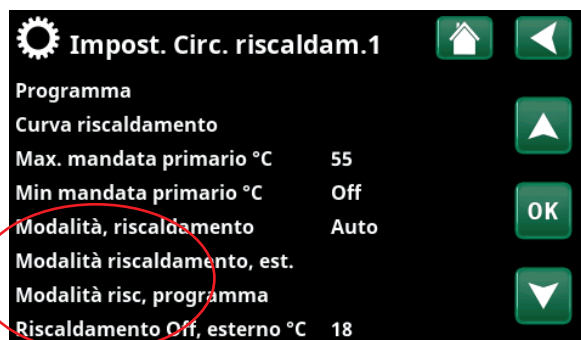 Impost. Circ. riscaldam.1
Programma
Curva riscaldamento
Max. mandata primario °C 55
Min mandata primario °C Off
Modalità, riscaldamento Auto
Modalità riscaldamento, est.
Modalità risc, programma
Riscaldamento Off, esterno °C 18
OK